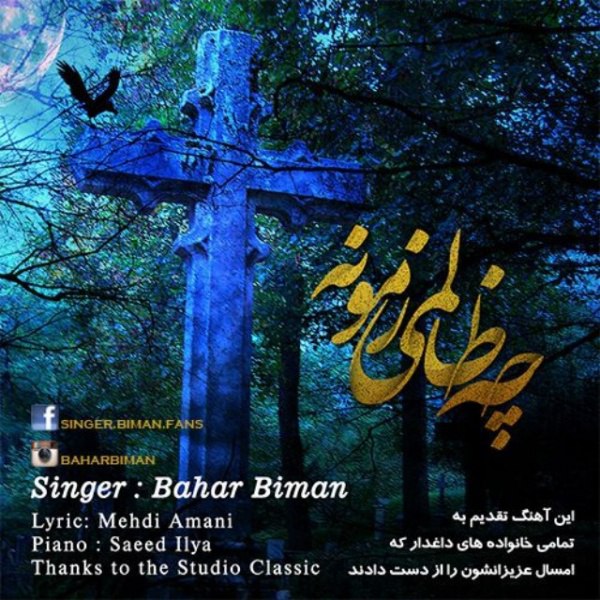 چه ظالمی زمونه
SINGER.BIMAN.FANS
BAHARBIMAN
Singer : Bahar Biman
Lyric: Mehdi Amani
Piano : Saeed Ilya
Thanks to the Studio Classic
این آهنگ تقدیم به
تمامی خانواده های داغدار که
امسال عزیزانشون را از دست دادند